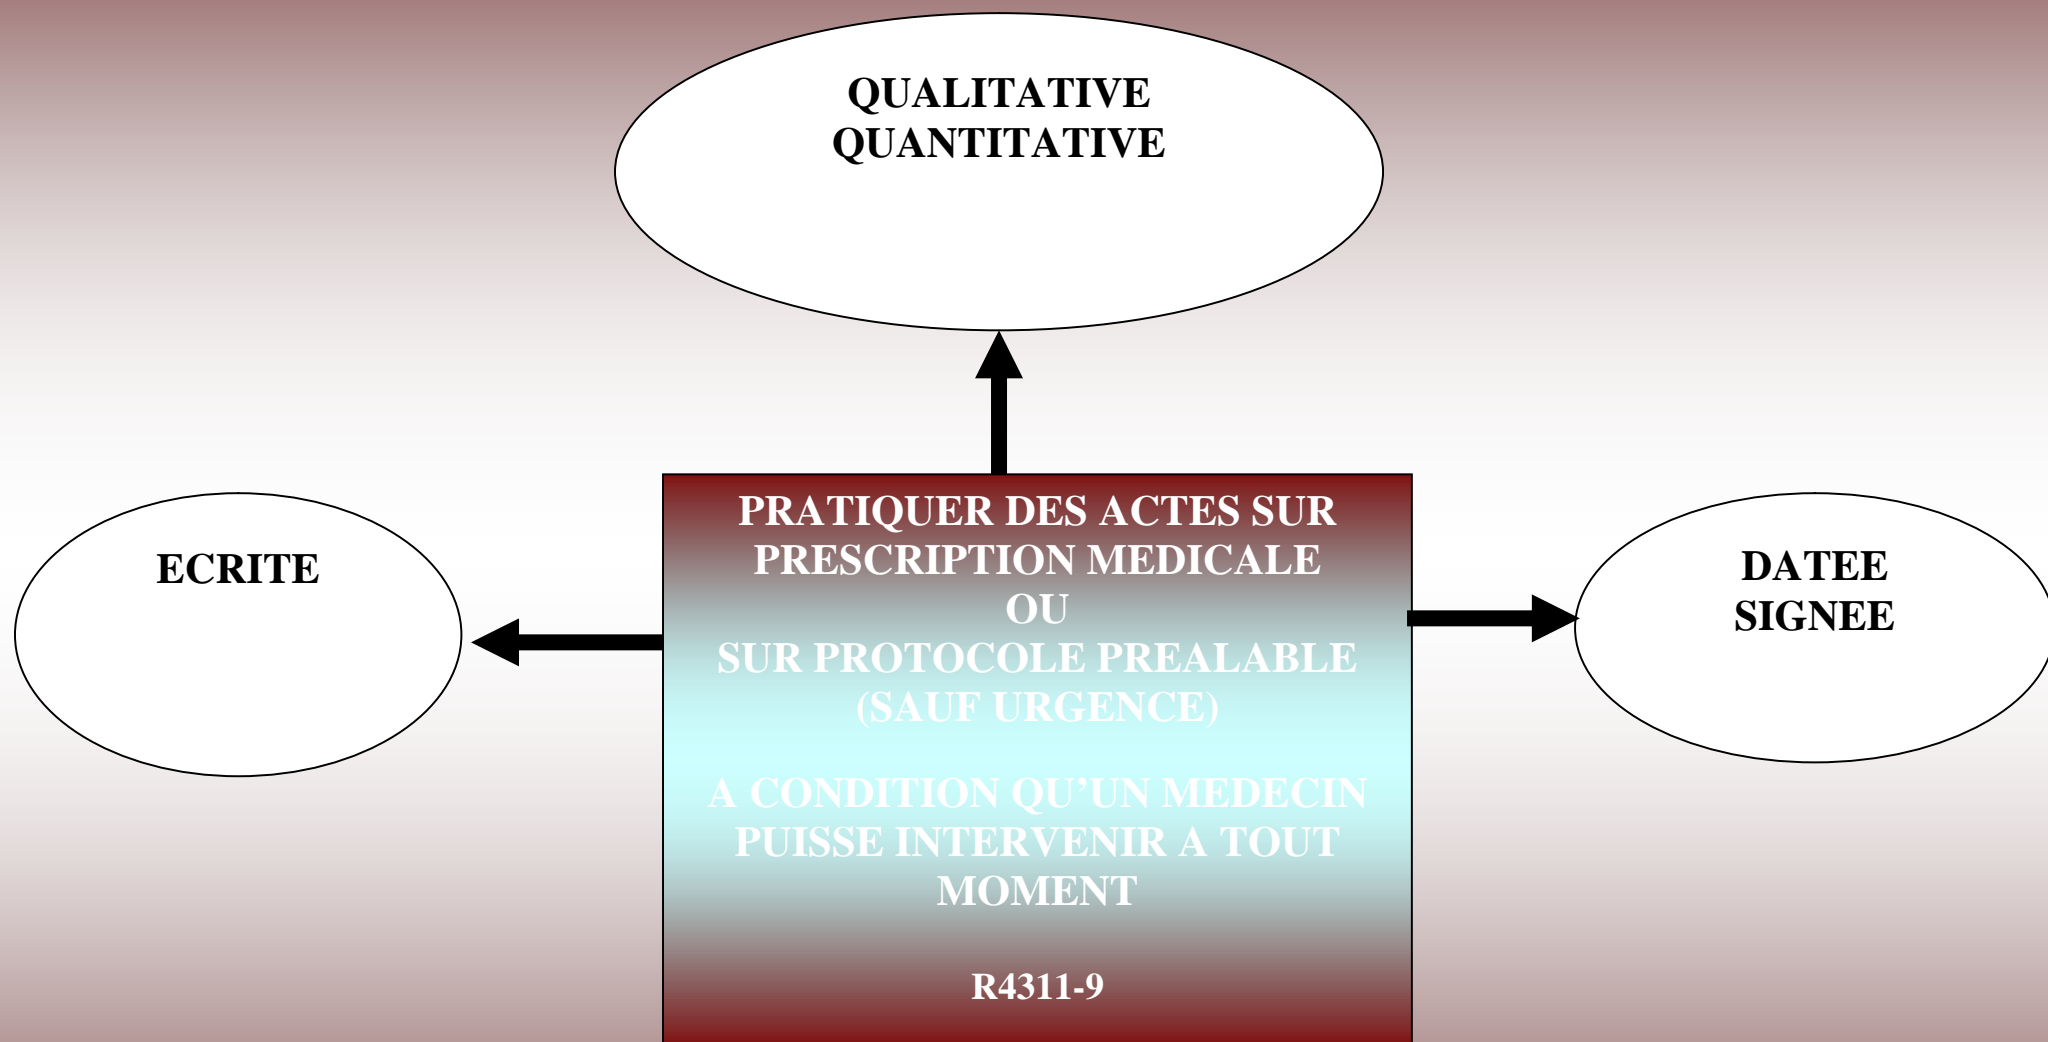 QUALITATIVE
QUANTITATIVE
ECRITE
PRATIQUER DES ACTES SUR
PRESCRIPTION MEDICALE
OU
SUR PROTOCOLE PREALABLE
(SAUF URGENCE)
A CONDITION QU'UN MEDECIN
PUISSE INTERVENIR A TOUT
MOMENT
R4311-9
DATEE
SIGNEE